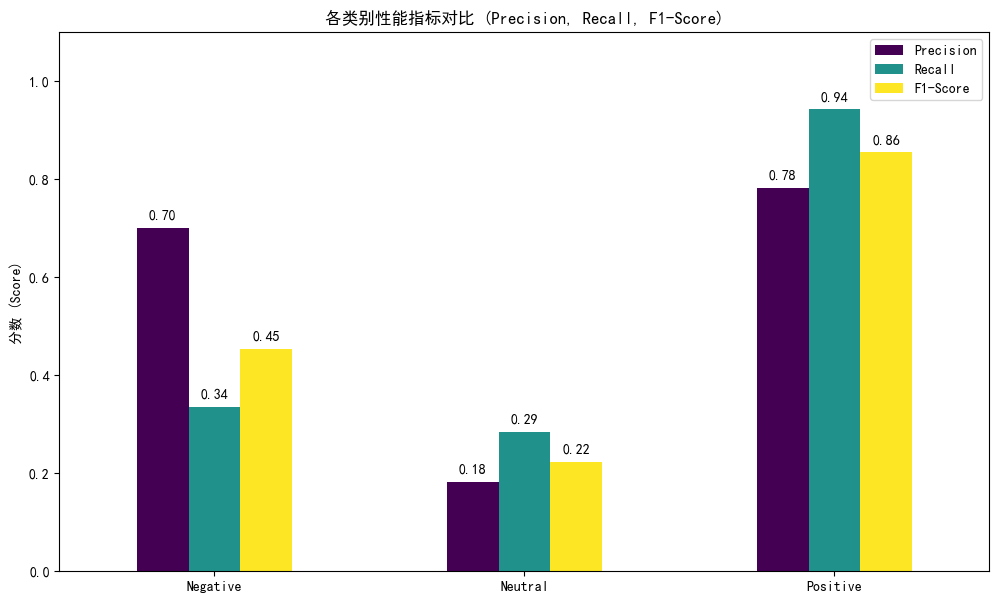 各类别性能指标对比 (Precision, Recall, F1-Score)
Precision
Recall
F1-Score
分数 (Score)
1.0
0.8
0.6
0.4
0.2
0.0
0.70
0.34
0.45
0.18
0.29
0.22
0.78
0.94
0.86
Negative
Neutral
Positive